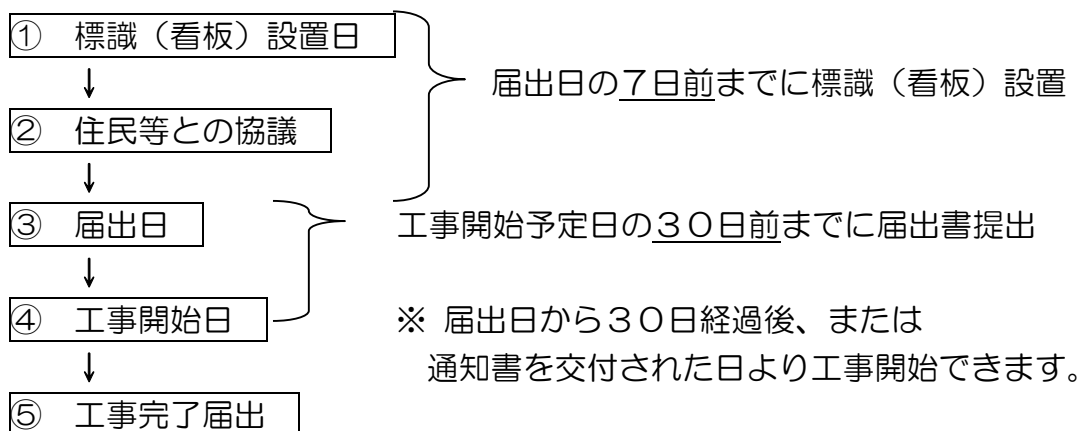 ① 標識（看板）設置日
↓
届出日の７日前までに標識（看板）設置
② 住民等との協議
↓
③ 届出日
工事開始予定日の３０日前までに届出書提出
↓
④ 工事開始日
※ 届出日から３０日経過後、または
通知書を交付された日より工事開始できます。
↓
⑤ 工事完了届出